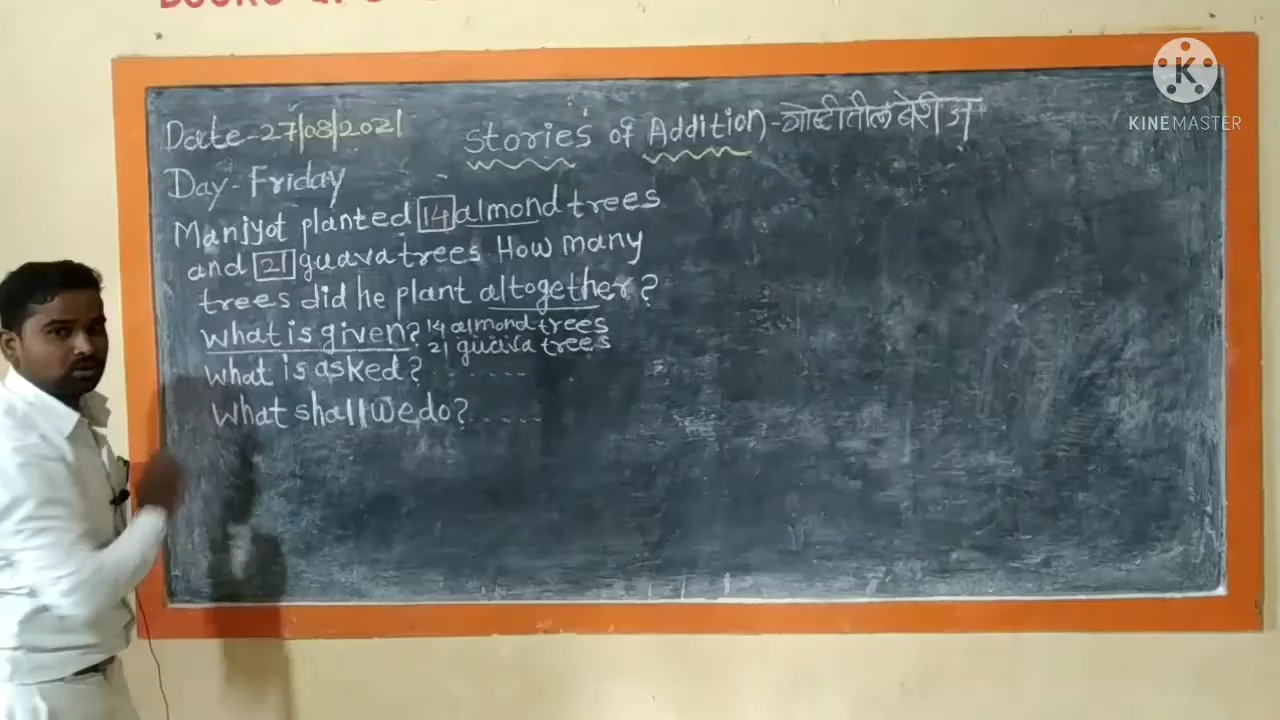 Date-27/08/2021
Stories of Addition-गोष्टीतील बेरीज
Day-Friday
Manjyot planted 14 almond trees
and 21 guava trees. How many
trees did he plant altogether?
what is given? 14 almond trees
21 guava trees
what is asked? .....
What shall we do? .....
K
KINEMASTER